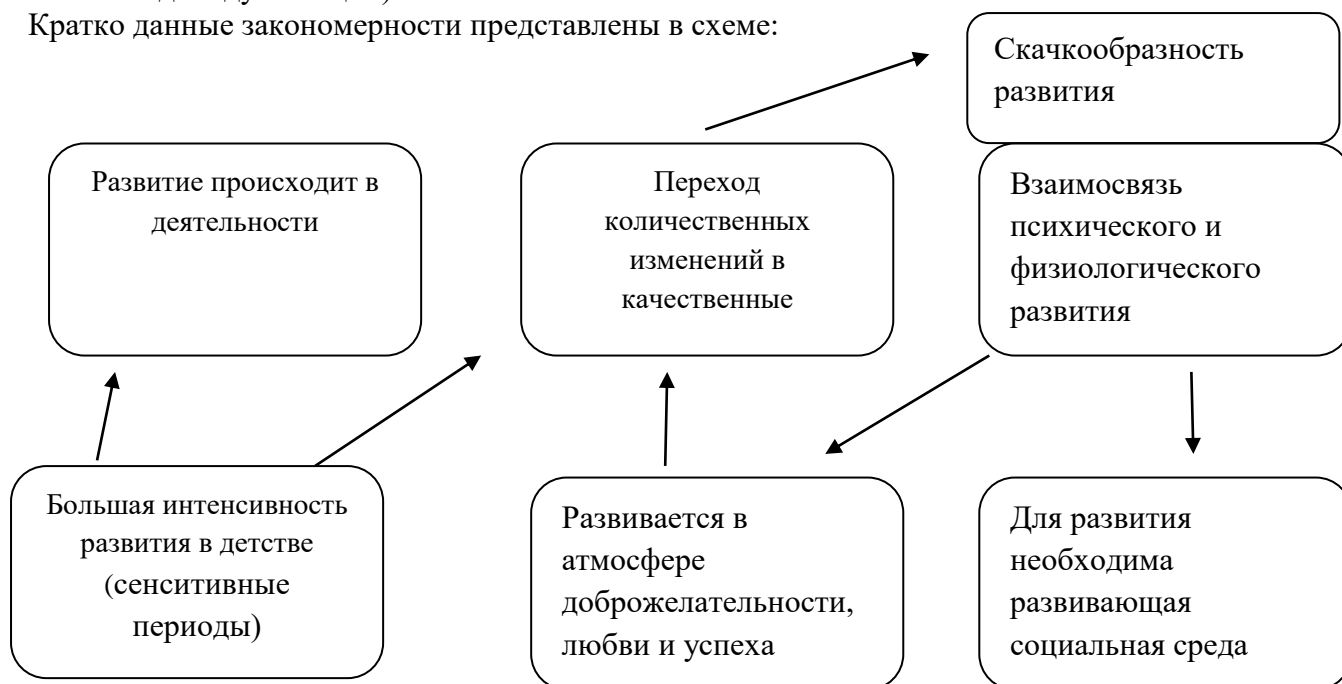 Кратко данные закономерности представлены в схеме:
Скачкообразность
развития
Развитие происходит в
деятельности
Переход
количественных
изменений в
качественные
Взаимосвязь
психического и
физиологического
развития
Большая интенсивность
развития в детстве
(сенситивные
периоды)
Развивается в
атмосфере
доброжелательности,
любви и успеха
Для развития
необходима
развивающая
социальная среда